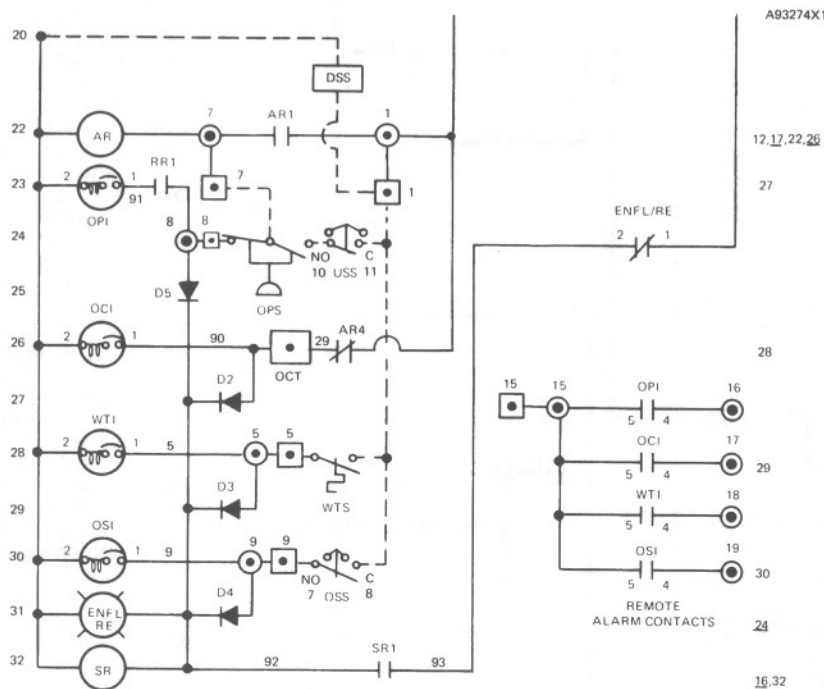 A93274X1
20
DSS
7 AR1 1
22 AR 12,17,22,26
RR1 7
23 2 1 1 27
91
OPI 8 8 ENFL/RE
24 2 1
NO C
10 USS 11
25 D5 OPS
OCI
2 1 90 29 AR4
26 OCT 28
D2 15 15 OPI 16
27 5 4
WTI OCI 17
2 1 5 5 5
28 5 4 29
D3 WTS WTI 18
29 5 4
OSI OSI 19
2 1 9 9 9
30 5 4 30
NO C
7 OSS 8
D4 REMOTE
31 ENFL ALARM CONTACTS 24
RE
32 SR 92 SR1 93
16,32